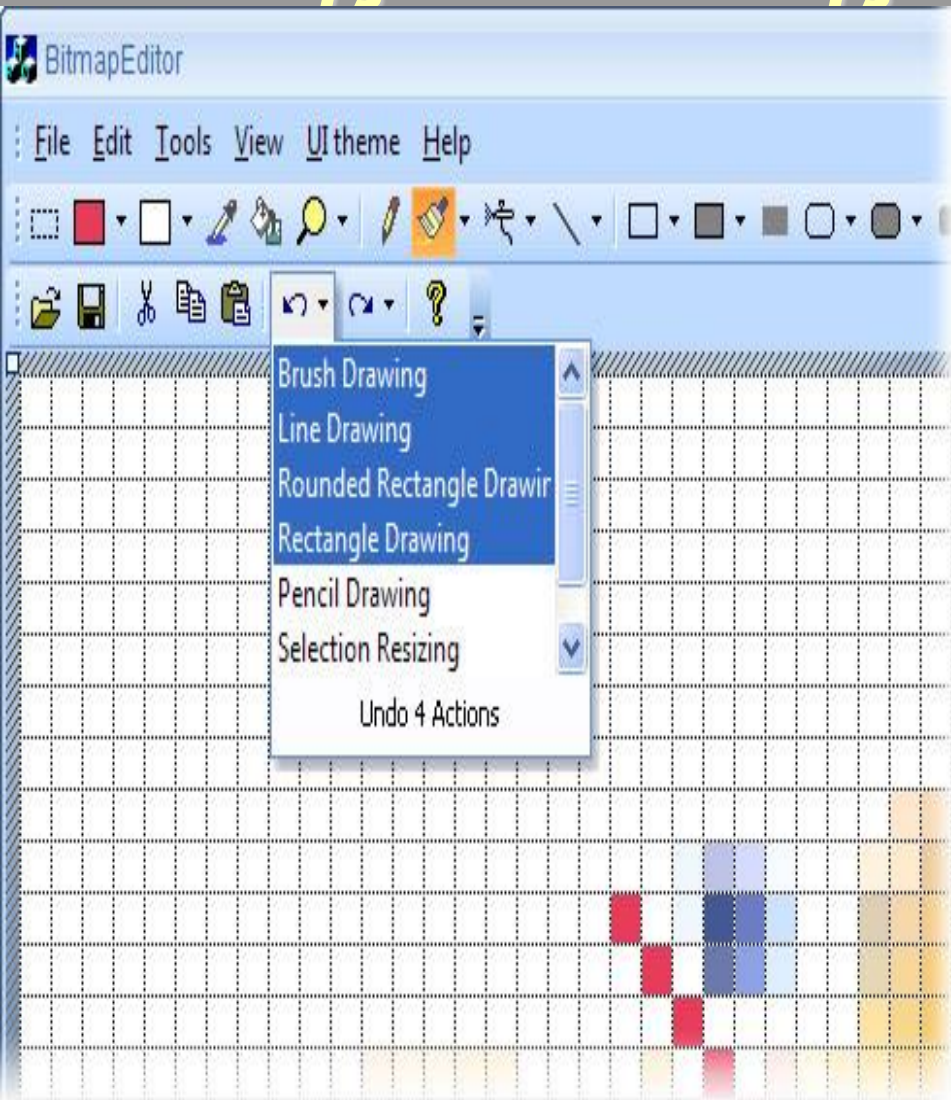 BitmapEditor
File Edit Tools View UI theme Help
Brush Drawing
Line Drawing
Rounded Rectangle Drawin
Rectangle Drawing
Pencil Drawing
Selection Resizing
Undo 4 Actions